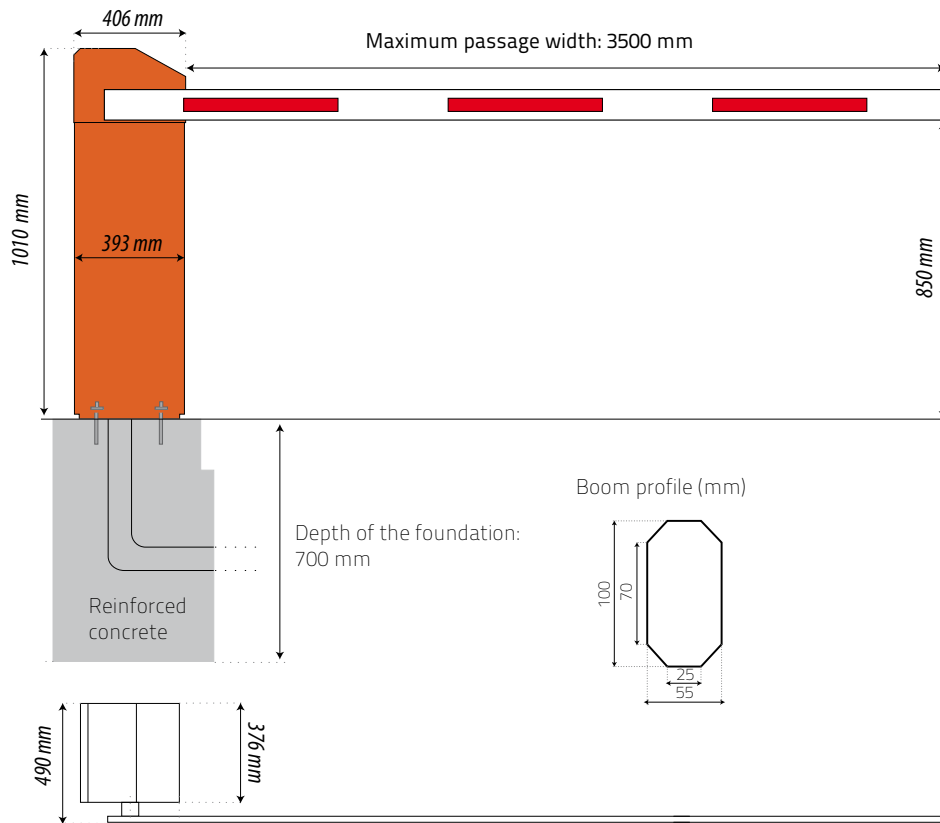 406 mm
Maximum passage width: 3500 mm
1010 mm
393 mm
850 mm
Boom profile (mm)
Depth of the foundation:
700 mm
100
70
Reinforced
concrete
25
55
490 mm
376 mm